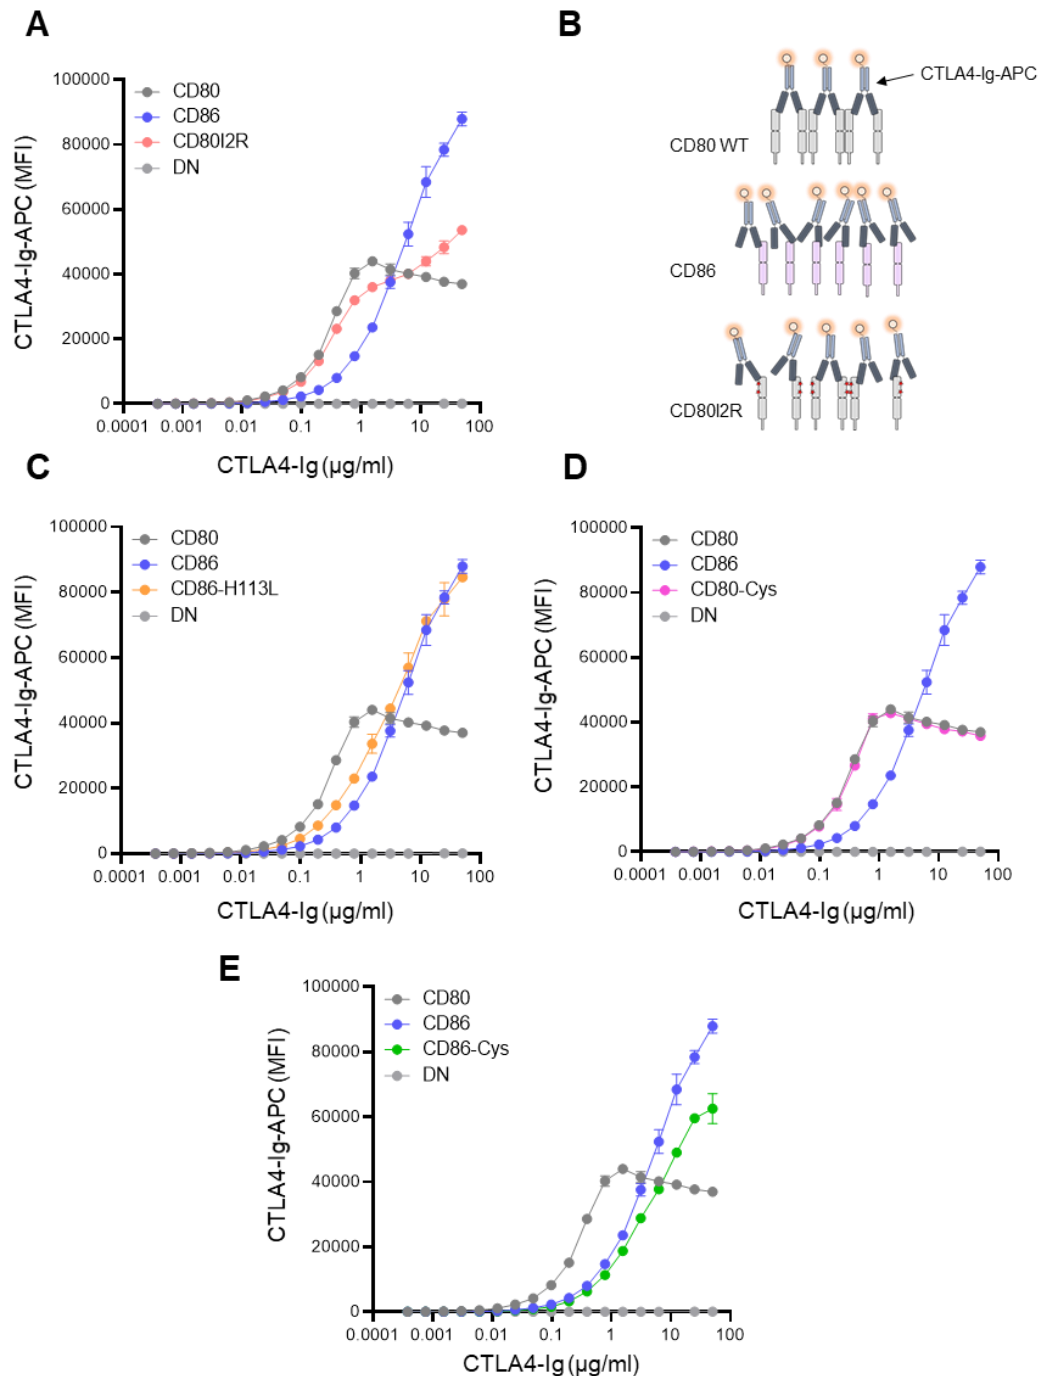 A
CTLA4-Ig-APC (MFI)
100000
80000
60000
40000
20000
0
CD80
CD86
CD80I2R
DN
0.0001 0.001 0.01 0.1 1 10 100
CTLA4-Ig (µg/ml)
B
CTLA4-Ig-APC
CD80 WT
CD86
CD80I2R
C
CTLA4-Ig-APC (MFI)
100000
80000
60000
40000
20000
0
CD80
CD86
CD86-H113L
DN
0.0001 0.001 0.01 0.1 1 10 100
CTLA4-Ig (µg/ml)
D
CTLA4-Ig-APC (MFI)
100000
80000
60000
40000
20000
0
CD80
CD86
CD80-Cys
DN
0.0001 0.001 0.01 0.1 1 10 100
CTLA4-Ig (µg/ml)
E
CTLA4-Ig-APC (MFI)
100000
80000
60000
40000
20000
0
CD80
CD86
CD86-Cys
DN
0.0001 0.001 0.01 0.1 1 10 100
CTLA4-Ig (µg/ml)